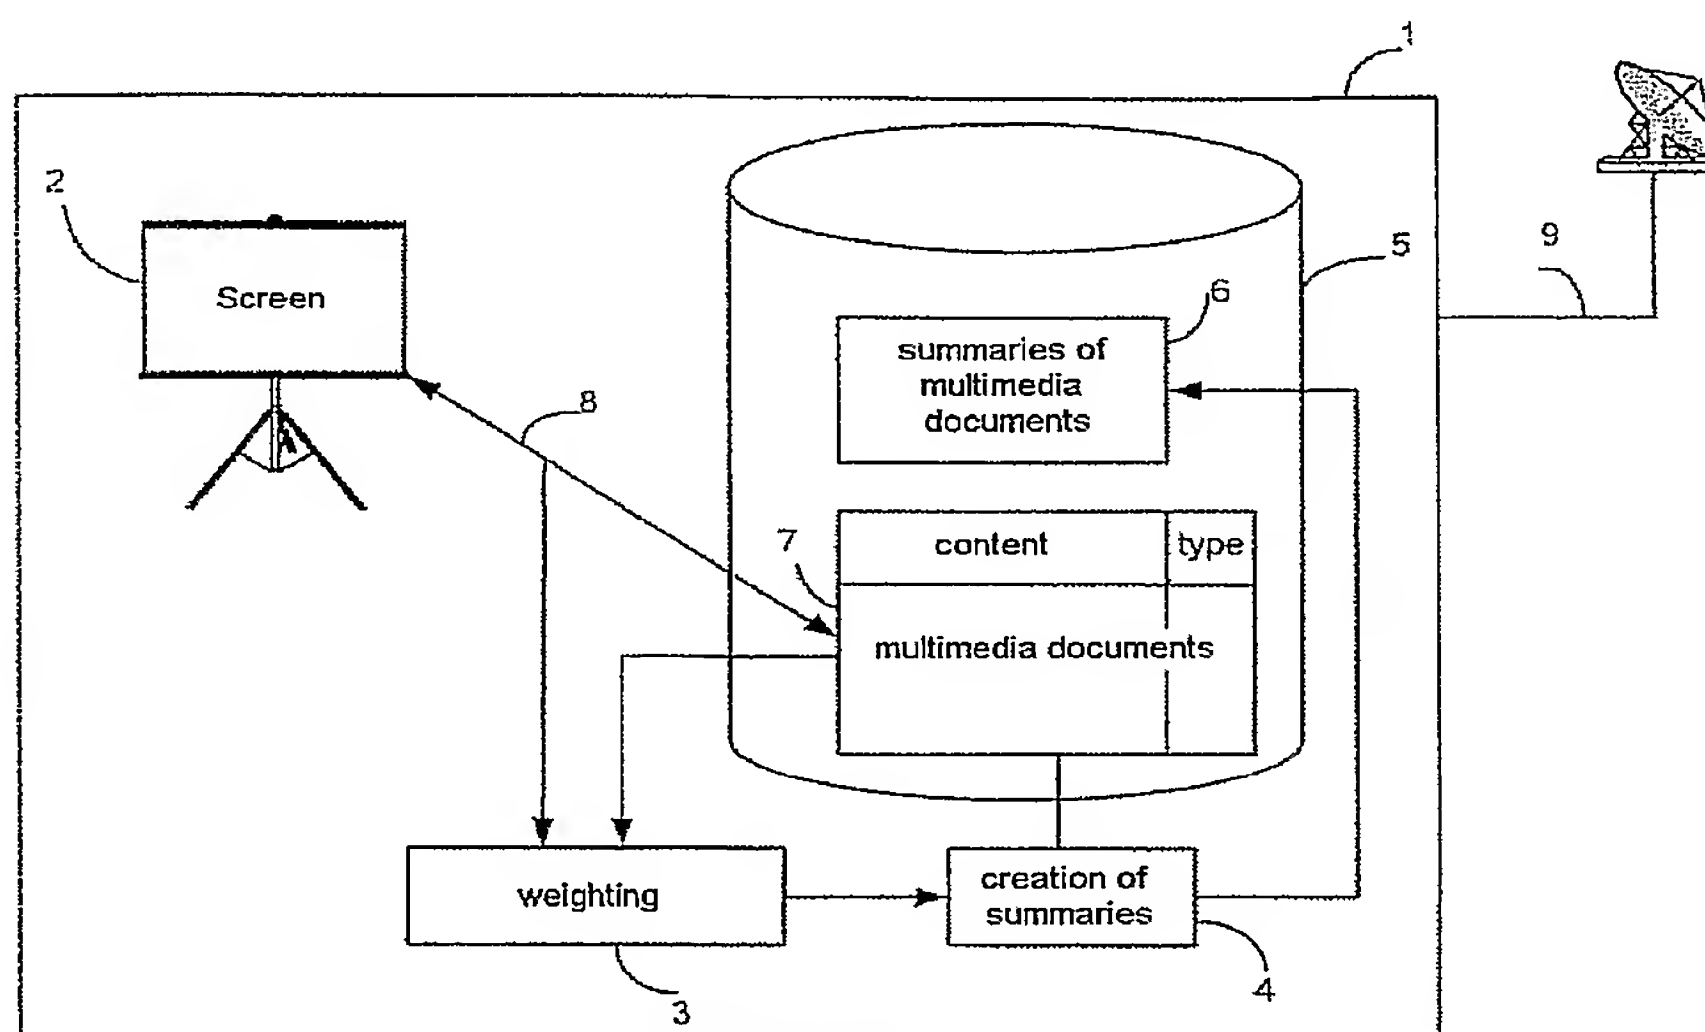 1
2
Screen
5
9
6
summaries of
multimedia
documents
8
7
content type
multimedia documents
weighting
creation of
summaries
3
4